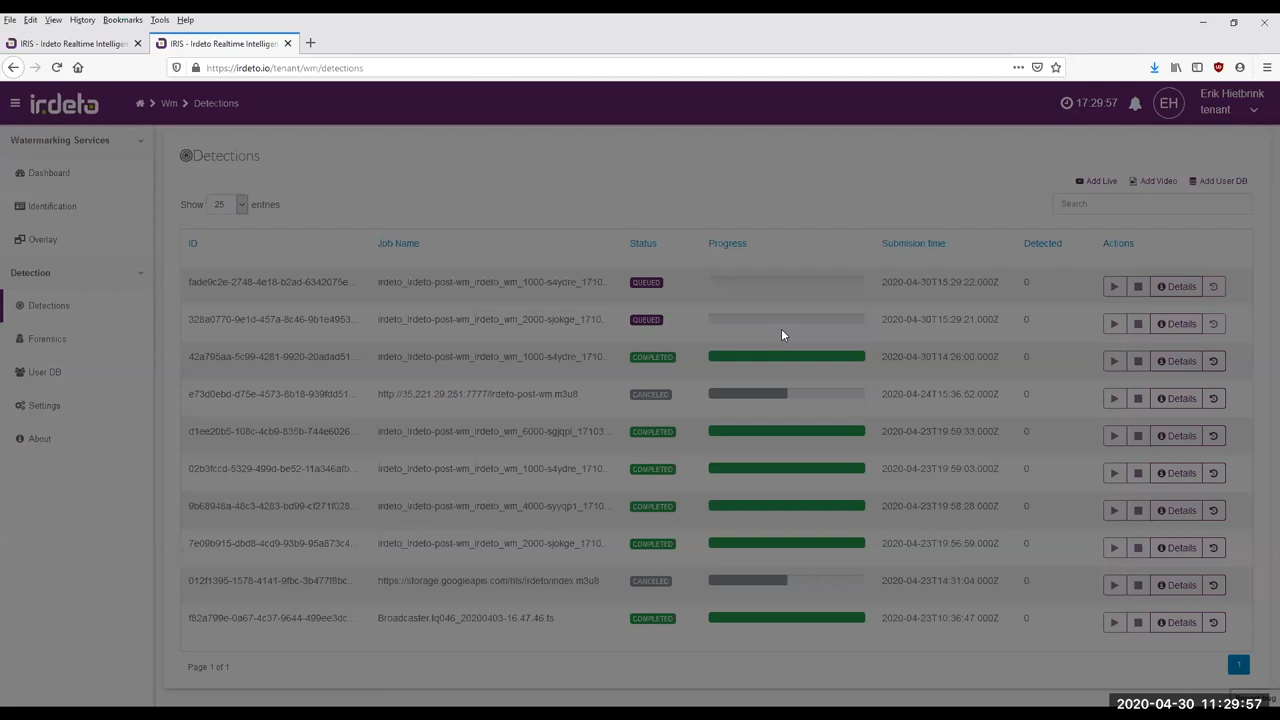 File Edit View History Bookmarks Tools Help
IRIS - Irdeto Realtime Intelligen
IRIS - Irdeto Realtime Intelligen
https://irdeto.io/tenant/wm/detections
irdeto
Wm > Detections
17:29:57
EH
Erik Hietbrink
tenant
Watermarking Services
Dashboard
Identification
Overlay
Detection
Detections
Forensics
User DB
Settings
About
Detections
Add Live Add Video Add User DB
Show 25 entries
Search
ID Job Name Status Progress Submision time Detected Actions
fade9c2e-2748-4e18-b2ad-6342075e... irdeto_irdeto-post-wm_irdeto_wm_1000-s4ydre_1710... QUEUED 2020-04-30T15:29:22.000Z 0 Details
328a0770-9e1d-457a-8c46-9b1e4953... irdeto_irdeto-post-wm_irdeto_wm_2000-sjokge_1710... QUEUED 2020-04-30T15:29:21.000Z 0 Details
42a795aa-5c99-4281-9920-20adad51... irdeto_irdeto-post-wm_irdeto_wm_1000-s4ydre_1710... COMPLETED 2020-04-30T14:26:00.000Z 0 Details
e73d0ebd-d75e-4573-8b18-939fdd51... http://35.221.29.251:7777/irdeto-post-wm.m3u8 CANCELED 2020-04-24T15:36:52.000Z 0 Details
d1ee20b5-108c-4cb9-835b-744e6026... irdeto_irdeto-post-wm_irdeto_wm_6000-sgjqpl_17103... COMPLETED 2020-04-23T19:59:33.000Z 0 Details
02b3fccd-5329-499d-be52-11a346afb... irdeto_irdeto-post-wm_irdeto_wm_1000-s4ydre_1710... COMPLETED 2020-04-23T19:59:03.000Z 0 Details
9b68948a-48c3-4283-bd99-cf271f028... irdeto_irdeto-post-wm_irdeto_wm_4000-syyqp1_1710... COMPLETED 2020-04-23T19:58:28.000Z 0 Details
7e09b915-dbd8-4cd9-93b9-95a873c4... irdeto_irdeto-post-wm_irdeto_wm_2000-sjokge_1710... COMPLETED 2020-04-23T19:56:59.000Z 0 Details
012f1395-1578-4141-9fbc-3b477f8bc... https://storage.googleapis.com/hls/irdeto/index.m3u8 CANCELED 2020-04-23T14:31:04.000Z 0 Details
f82a799e-0a67-4c37-9644-499ee3dc... Broadcaster.tq046_20200403-16.47.46.ts COMPLETED 2020-04-23T10:36:47.000Z 0 Details
Page 1 of 1
1
2020-04-30 11:29:57